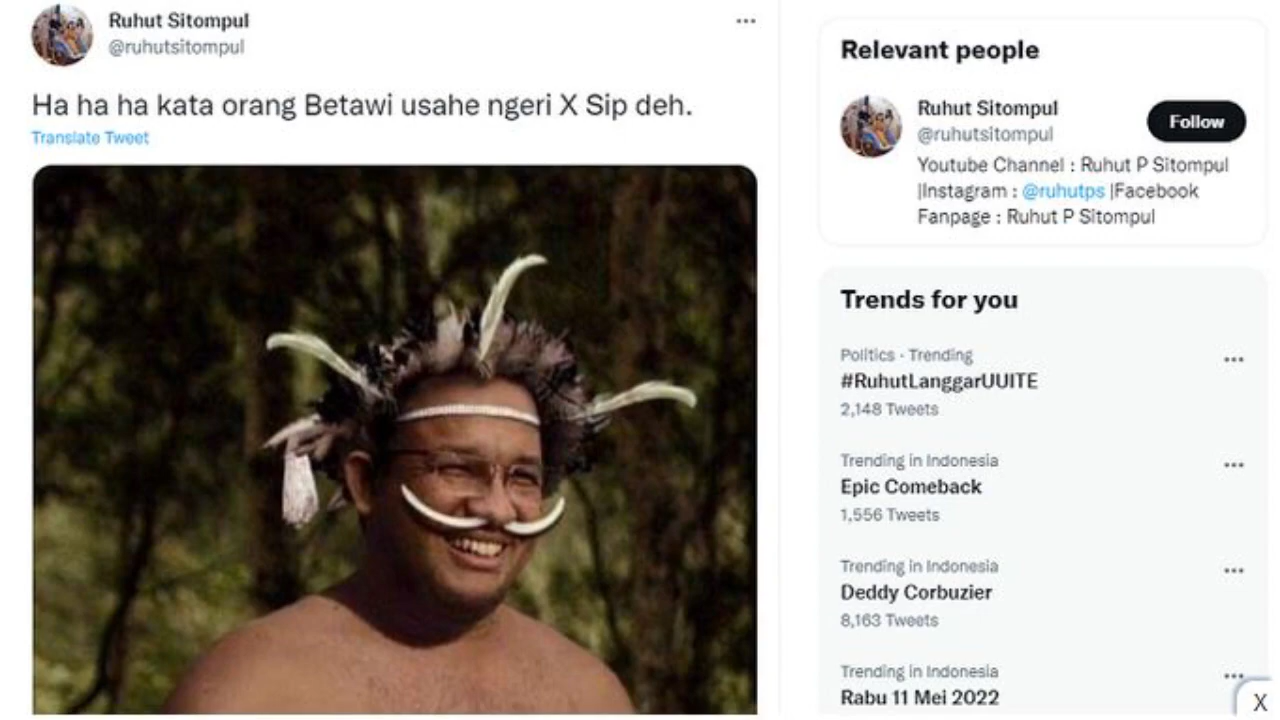 Ruhut Sitompul
@ruhutsitompul
Ha ha ha kata orang Betawi usahe ngeri X Sip deh.
Translate Tweet
Relevant people
Ruhut Sitompul
@ruhutsitompul
Follow
Youtube Channel : Ruhut P Sitompul
|Instagram : @ruhutps |Facebook
Fanpage : Ruhut P Sitompul
Trends for you
Politics · Trending
#RuhutLanggarUUITE
2,148 Tweets
Trending in Indonesia
Epic Comeback
1,556 Tweets
Trending in Indonesia
Deddy Corbuzier
8,163 Tweets
Trending in Indonesia
Rabu 11 Mei 2022
X